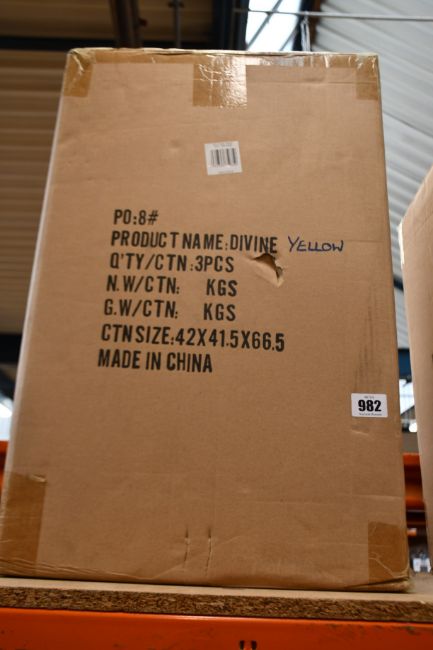 PO:8#
PRODUCT NAME:DIVINE YELLOW
Q'TY/CTN:3PCS
N.W/CTN: KGS
G.W/CTN: KGS
CTN SIZE:42X41.5X66.5
MADE IN CHINA
982